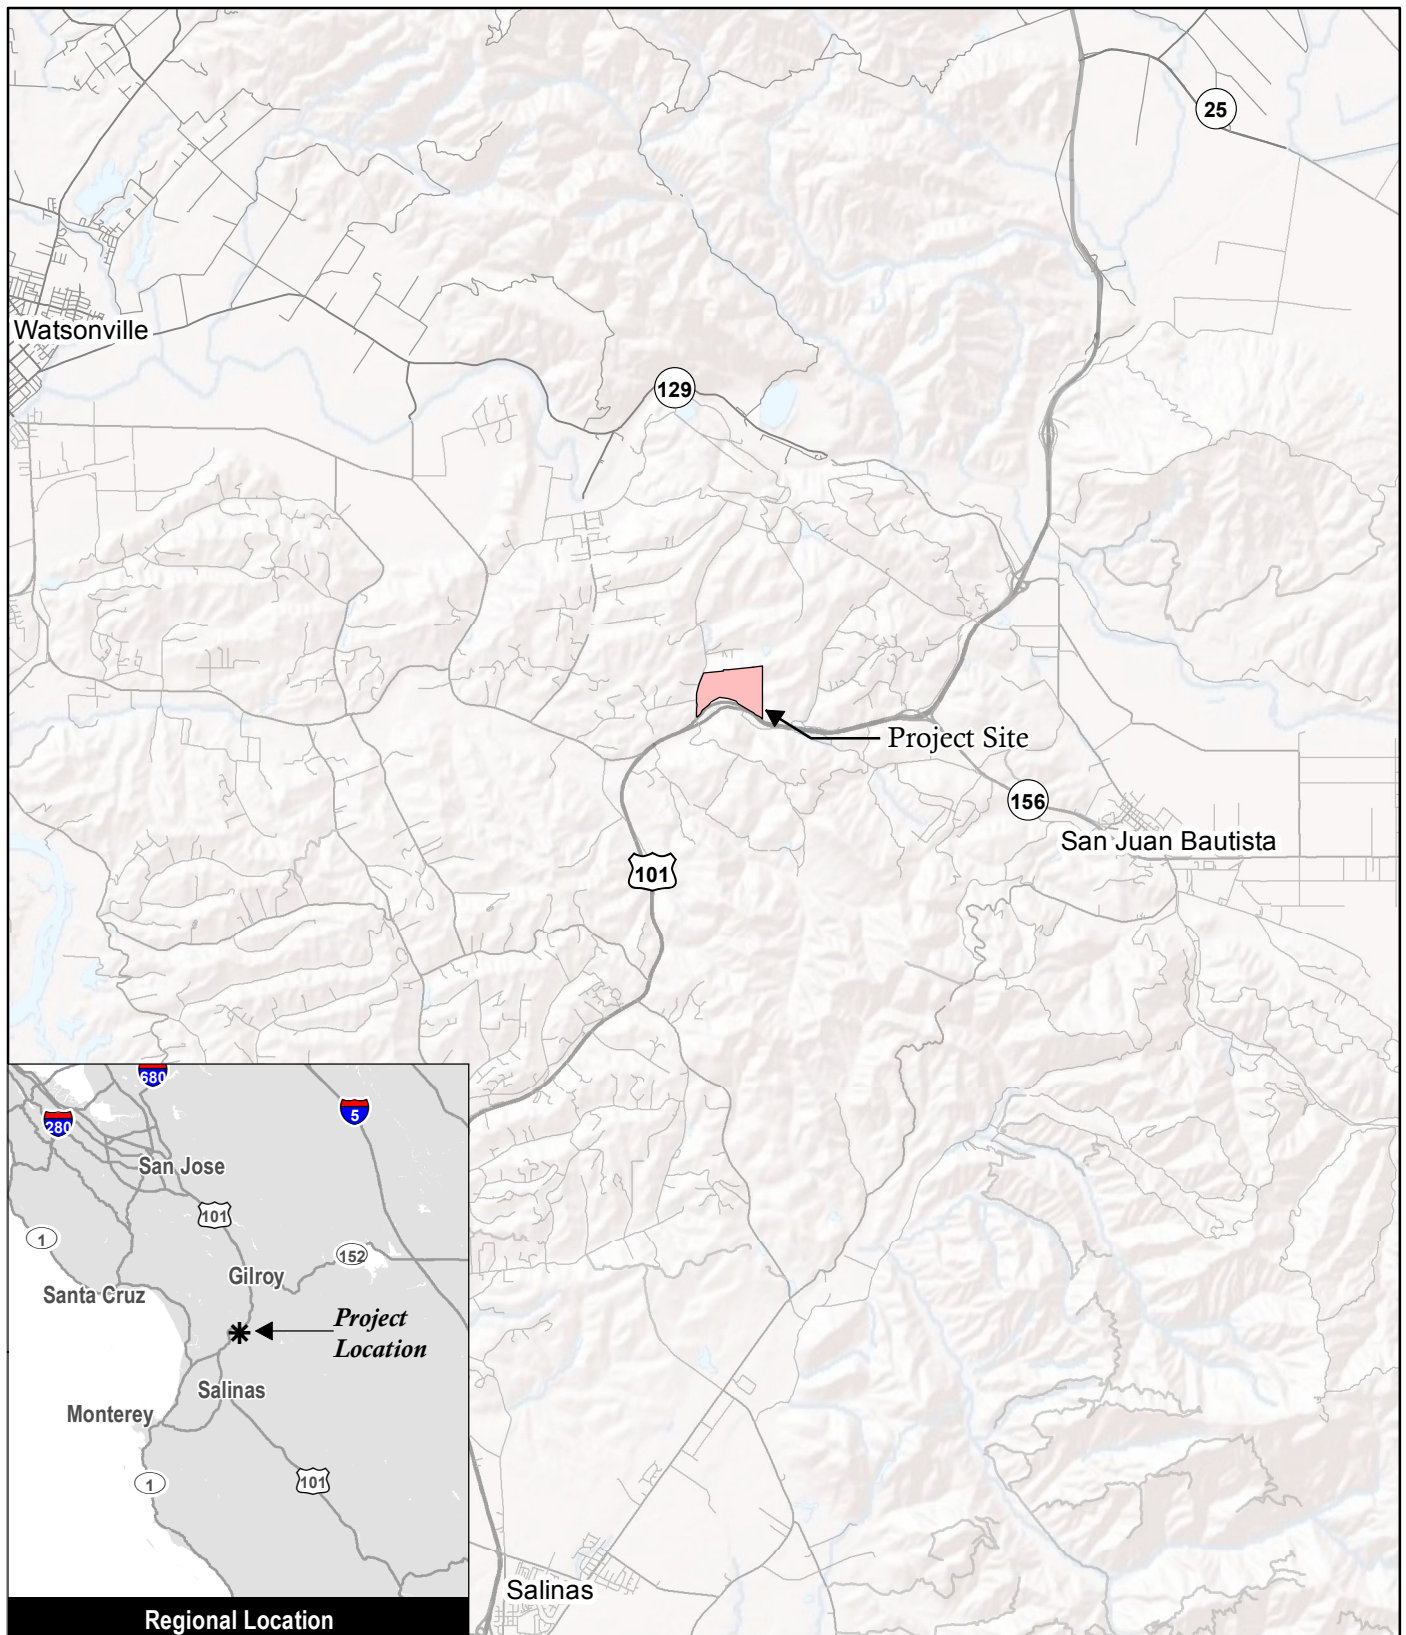 25
Watsonville
129
Project Site
156
San Juan Bautista
101
680
5
280
San Jose
101
1
152
Gilroy
Santa Cruz
Project
Location
Salinas
Monterey
101
1
Salinas
Regional Location